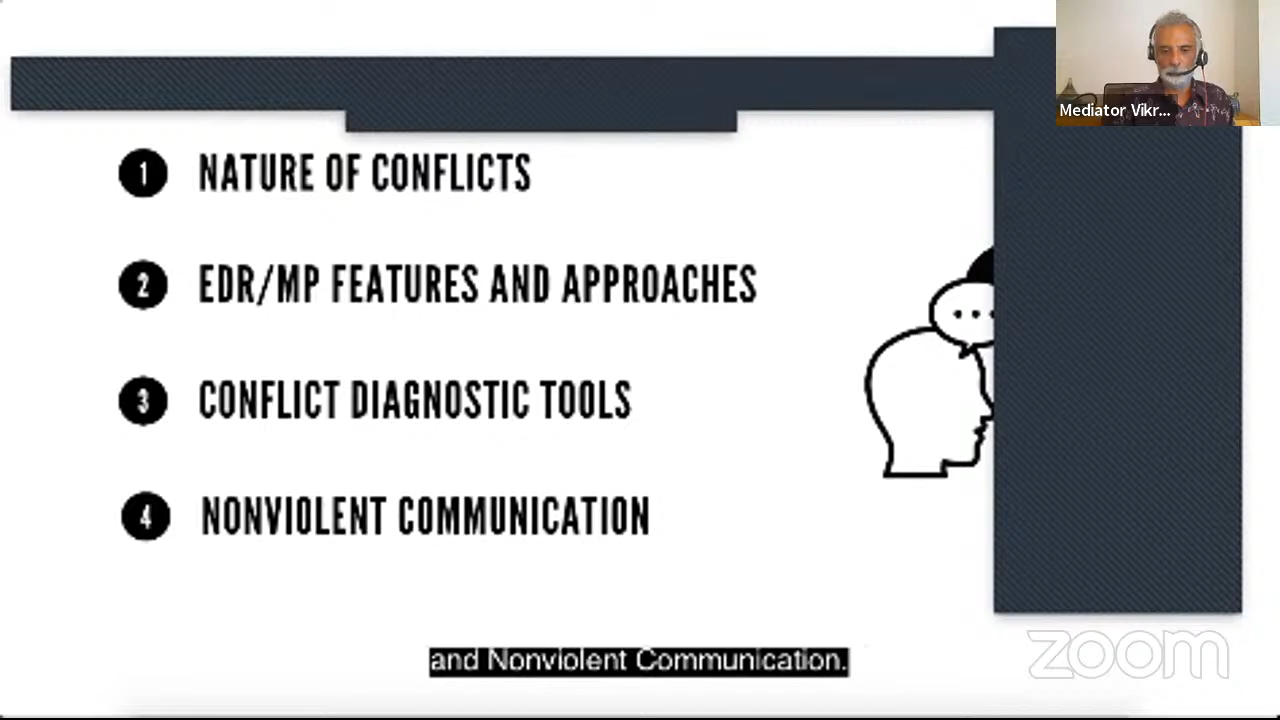 Mediator Vikr...
1 NATURE OF CONFLICTS
2 EDR/MP FEATURES AND APPROACHES
3 CONFLICT DIAGNOSTIC TOOLS
4 NONVIOLENT COMMUNICATION
and Nonviolent Communication.
zoom